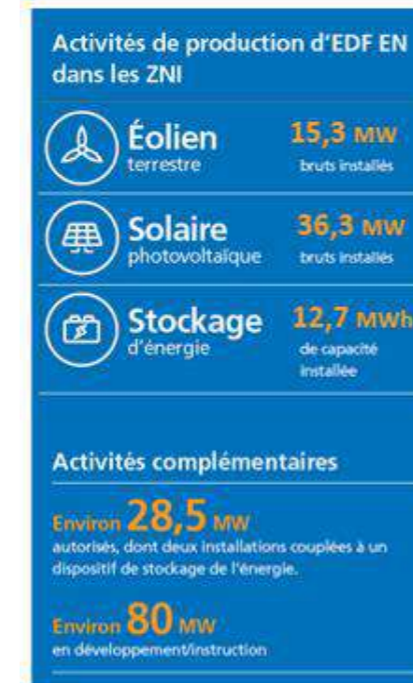 Activités de production d'EDF EN
dans les ZNI
Éolien 15,3 MW
terrestre bruts installés
Solaire 36,3 MW
photovoltaïque bruts installés
Stockage 12,7 MWh
d'énergie de capacité
installée
Activités complémentaires
Environ 28,5 MW
autorisés, dont deux installations couplées à un
dispositif de stockage de l'énergie.
Environ 80 MW
en développement/instruction